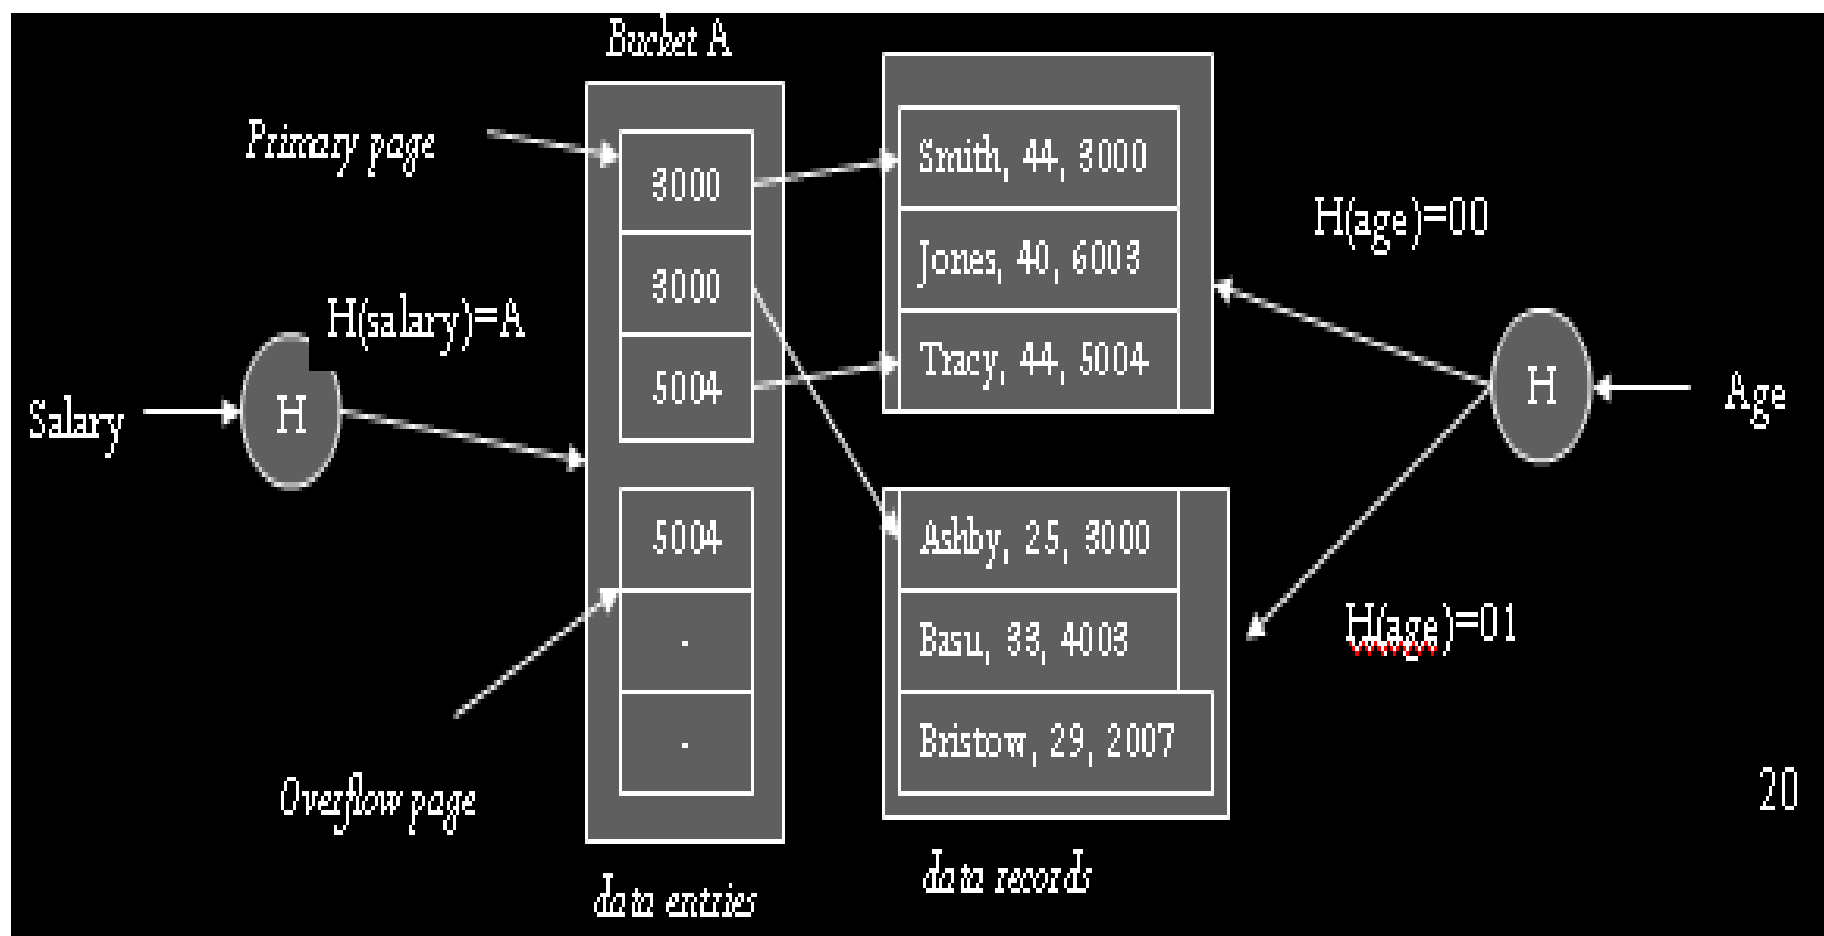 Bucket A
Primary page
3000
3000
5004
5004
.
.
Smith, 44, 3000
Jones, 40, 6003
Tracy, 44, 5004
Ashby, 25, 3000
Basu, 33, 4003
Bristow, 29, 2007
H(salary)=A
Salary
H
Overflow page
data entries
data records
H(age)=00
H
Age
H(age)=01
20